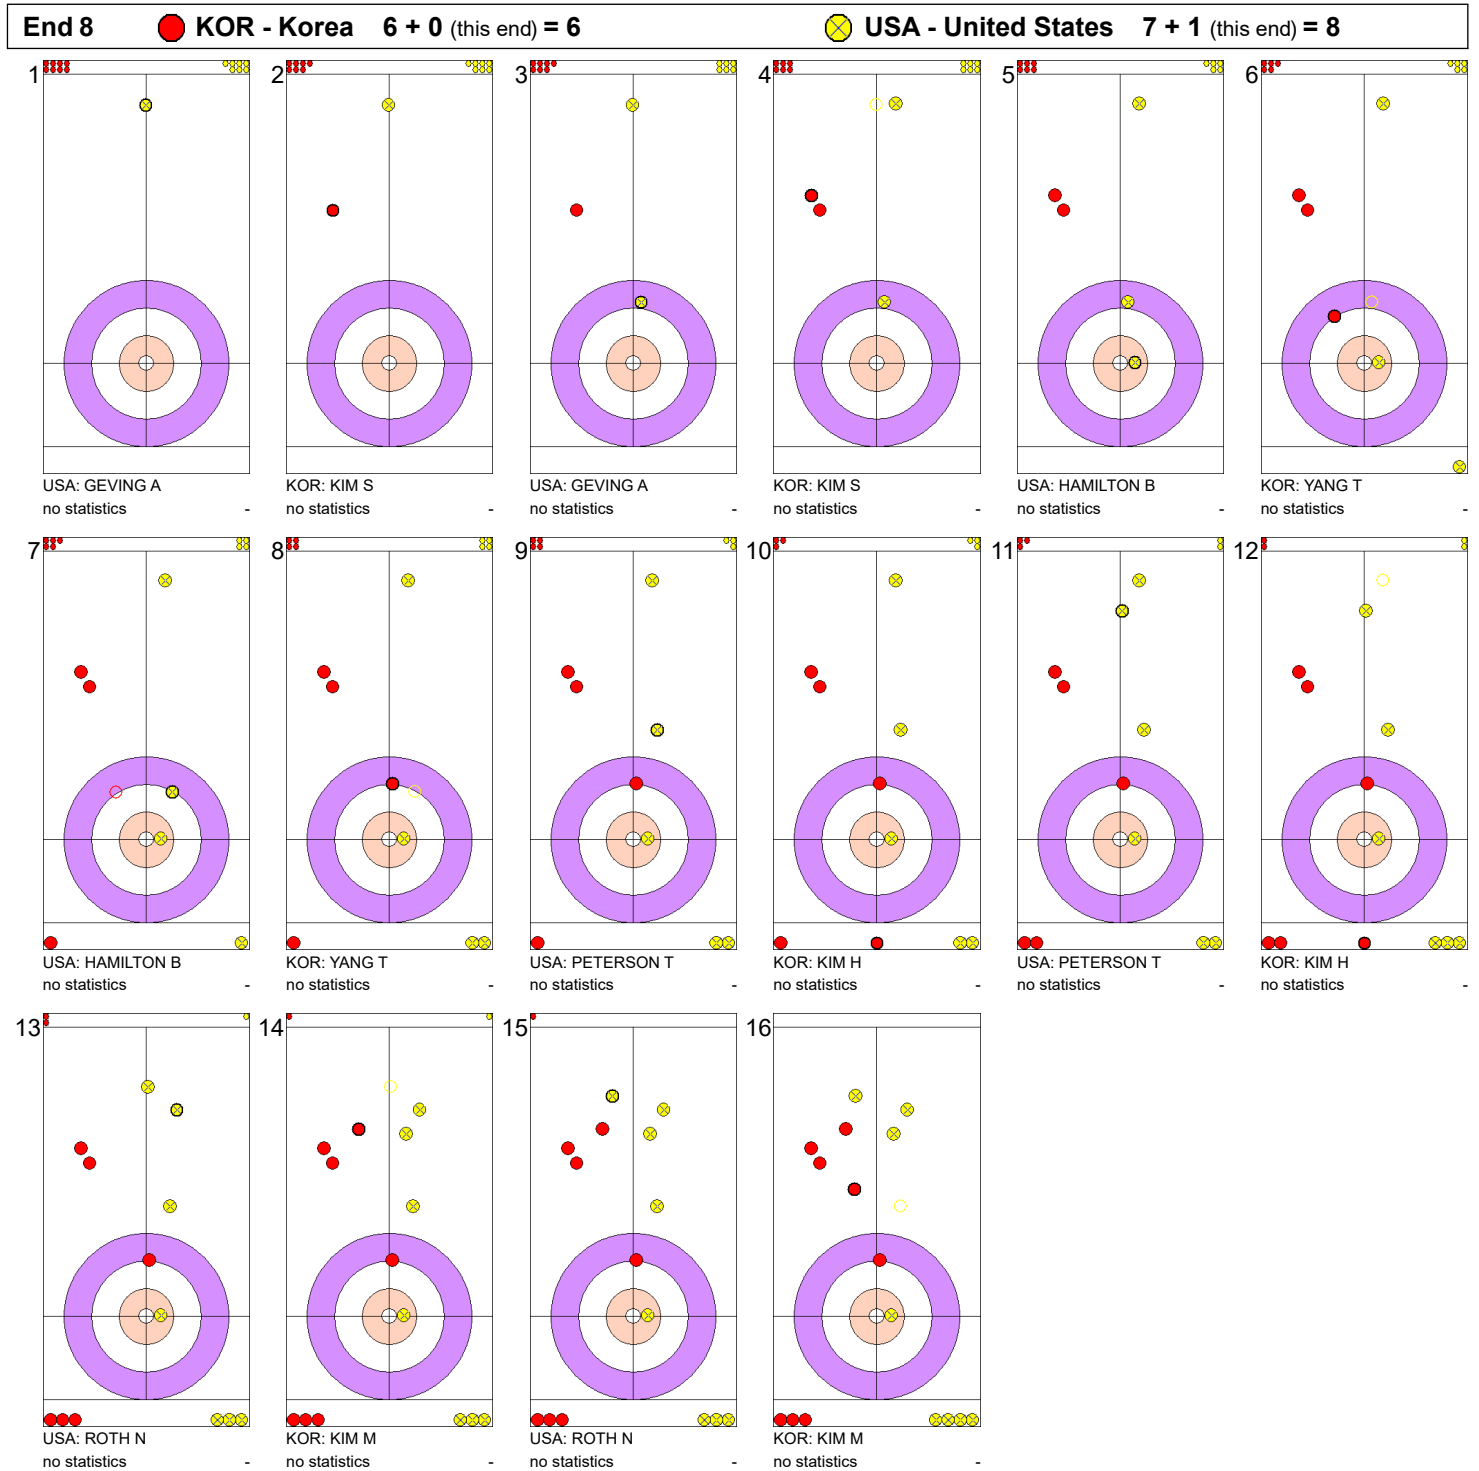 End 8 KOR - Korea 6 + 0 (this end) = 6 USA - United States 7 + 1 (this end) = 8
1 2 3 4 5 6
USA: GEVING A KOR: KIM S USA: GEVING A KOR: KIM S USA: HAMILTON B KOR: YANG T
no statistics - no statistics - no statistics - no statistics - no statistics - no statistics -
7 8 9 10 11 12
USA: HAMILTON B KOR: YANG T USA: PETERSON T KOR: KIM H USA: PETERSON T KOR: KIM H
no statistics - no statistics - no statistics - no statistics - no statistics - no statistics -
13 14 15 16
USA: ROTH N KOR: KIM M USA: ROTH N KOR: KIM M
no statistics - no statistics - no statistics - no statistics -